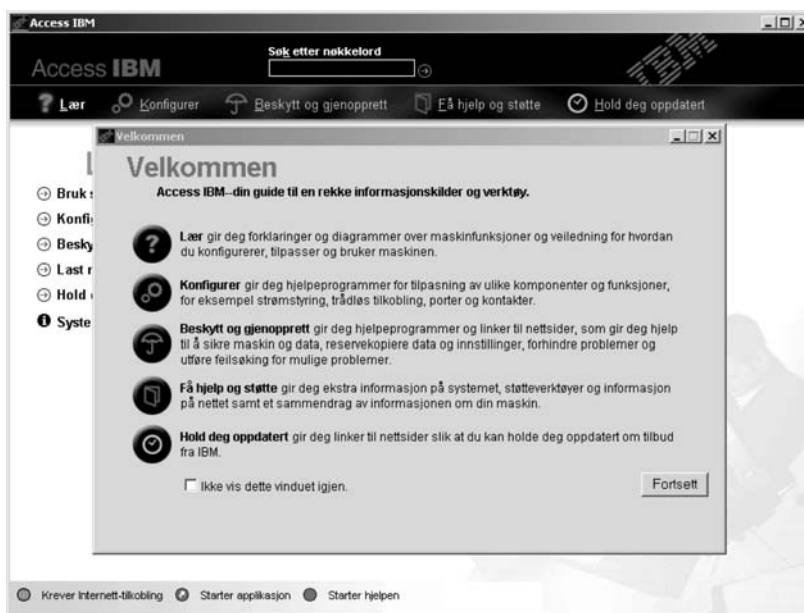 Access IBM
Søk etter nøkkelord
Access IBM
IBM
Lær Konfigurer Beskytt og gjenopprett Få hjelp og støtte Hold deg oppdatert
Velkommen
Velkommen
Access IBM--din guide til en rekke informasjonskilder og verktøy.
Bruk
Konfig
Besky
Last
Hold
Syste
Lær gir deg forklaringer og diagrammer over maskinfunksjoner og veiledning for hvordan
du konfigurerer, tilpasser og bruker maskinen.
Konfigurer gir deg hjelpeprogrammer for tilpasning av ulike komponenter og funksjoner,
for eksempel strømstyring, trådløs tilkobling, porter og kontakter.
Beskytt og gjenopprett gir deg hjelpeprogrammer og linker til nettsider, som gir deg hjelp
til å sikre maskin og data, reservekopiere data og innstillinger, forhindre problemer og
utføre feilsøking for mulige problemer.
Få hjelp og støtte gir deg ekstra informasjon på systemet, støtteverktøyer og informasjon
på nettet samt et sammendrag av informasjonen om din maskin.
Hold deg oppdatert gir deg linker til nettsider slik at du kan holde deg oppdatert om tilbud
fra IBM.
Ikke vis dette vinduet igjen.
Fortsett
Krever Internett-tilkobling Starter applikasjon Starter hjelpen